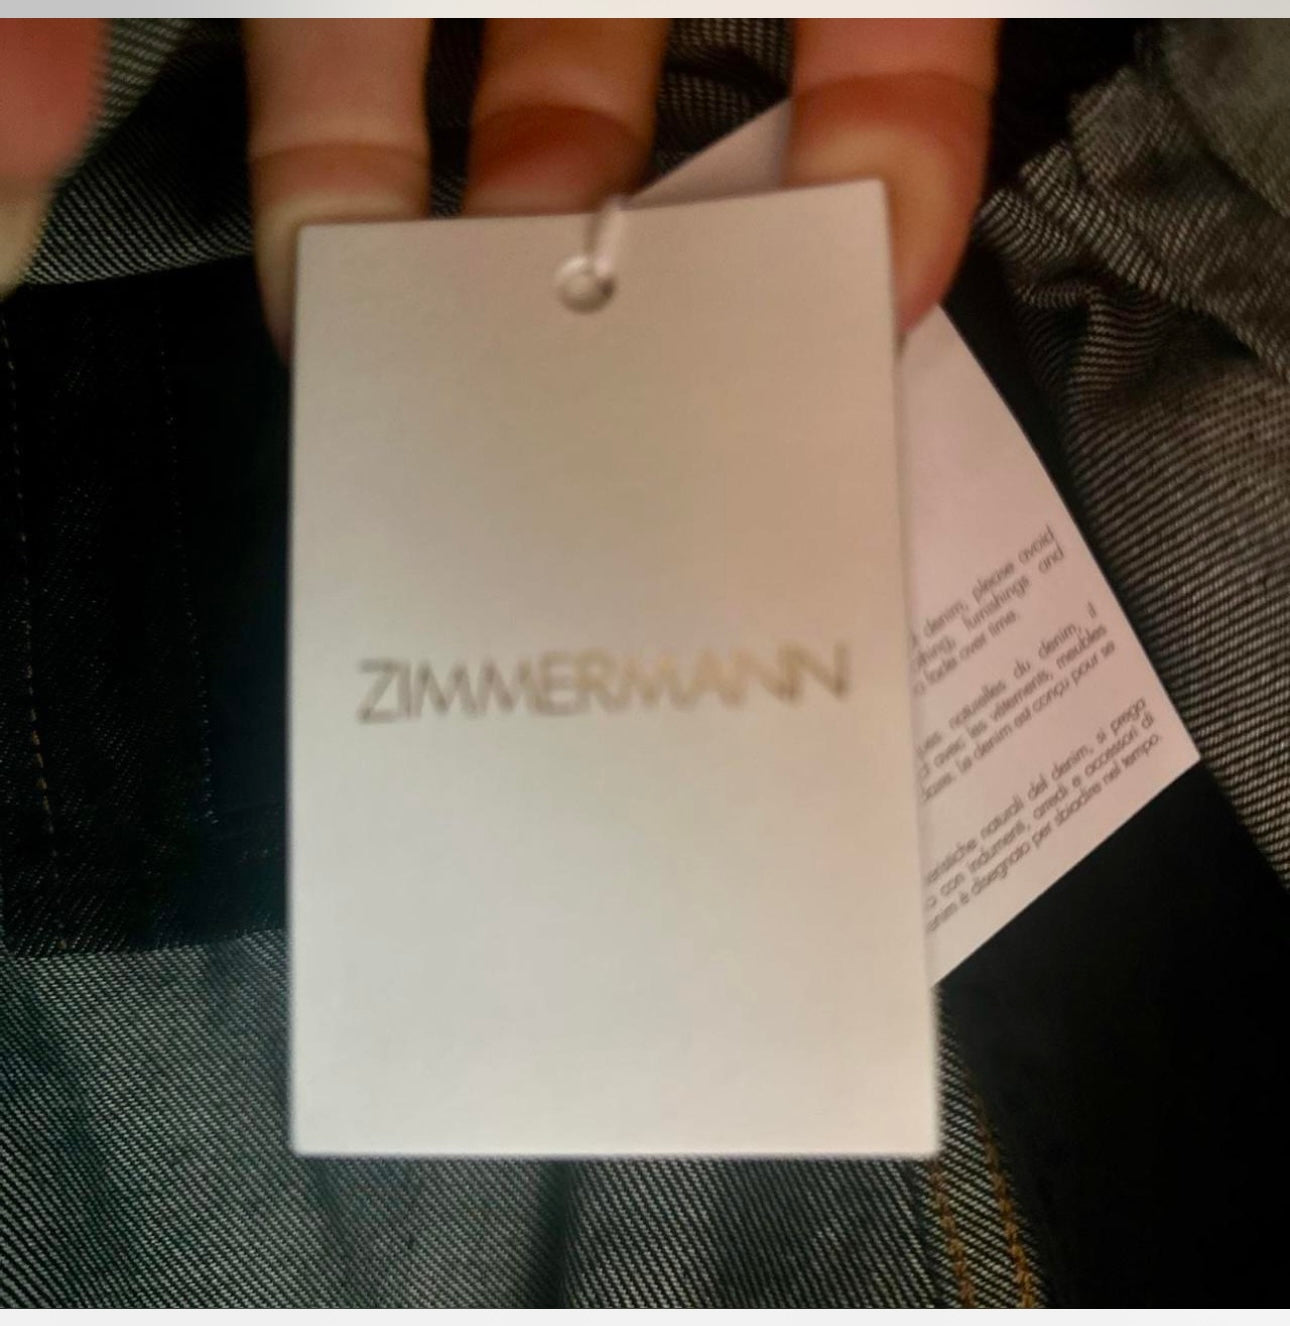 ZIMMERMANN
denim, please avoid
furnishings and
fade over time.
naturelles du denim, il
avec les vêtements, meubles
Le denim est conçu pour se
naturali del denim, si prega
con indumenti, arredi e accessori di
è disegnato per sbiadire nel tempo.